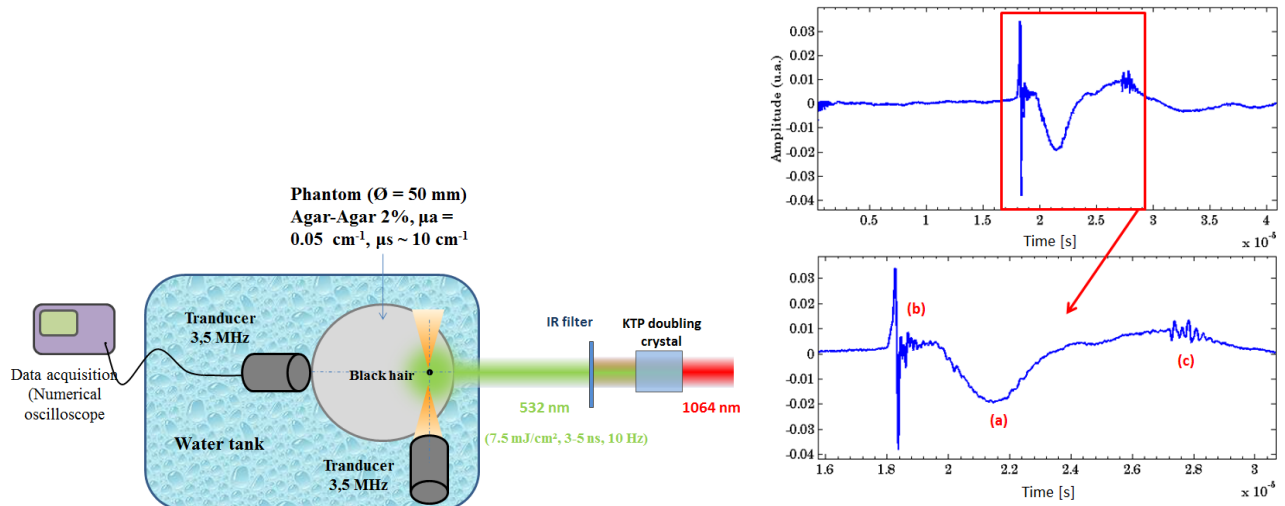 Phantom (Ø = 50 mm)
Agar-Agar 2%, µa =
0.05 cm-1, µs ~ 10 cm-1
Tranducer
3,5 MHz
Data acquisition
(Numerical
oscilloscope
Black hair
Water tank
Tranducer
3,5 MHz
IR filter
KTP doubling
crystal
532 nm
1064 nm
(7.5 mJ/cm², 3-5 ns, 10 Hz)
Amplitude (u.a.)
0.03
0.02
0.01
0
-0.01
-0.02
-0.03
-0.04
0.5 1 1.5 2 2.5 3 3.5 4
Time [s]
x 10-5
0.03
0.02
0.01
0
-0.01
-0.02
-0.03
-0.04
(b)
(a)
(c)
1.6 1.8 2 2.2 2.4 2.6 2.8 3
Time [s]
x 10-5